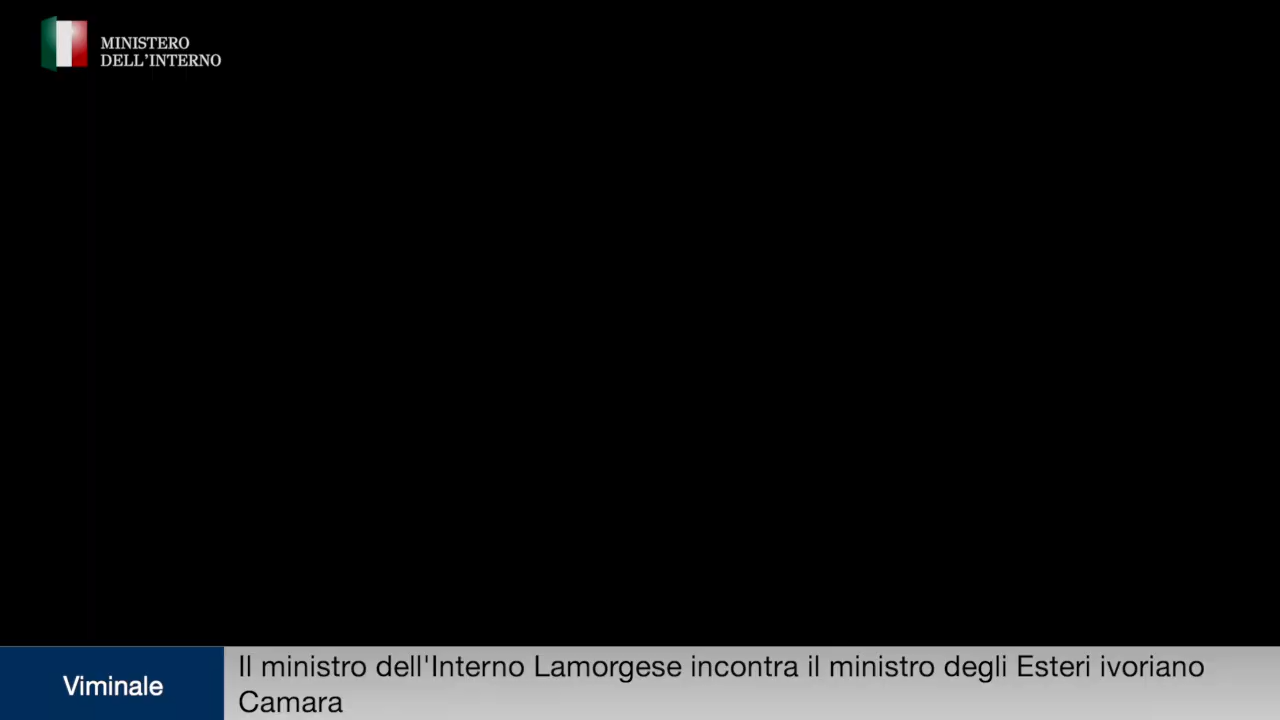 MINISTERO
DELL'INTERNO
Viminale
Il ministro dell'Interno Lamorgese incontra il ministro degli Esteri ivoriano
Camara